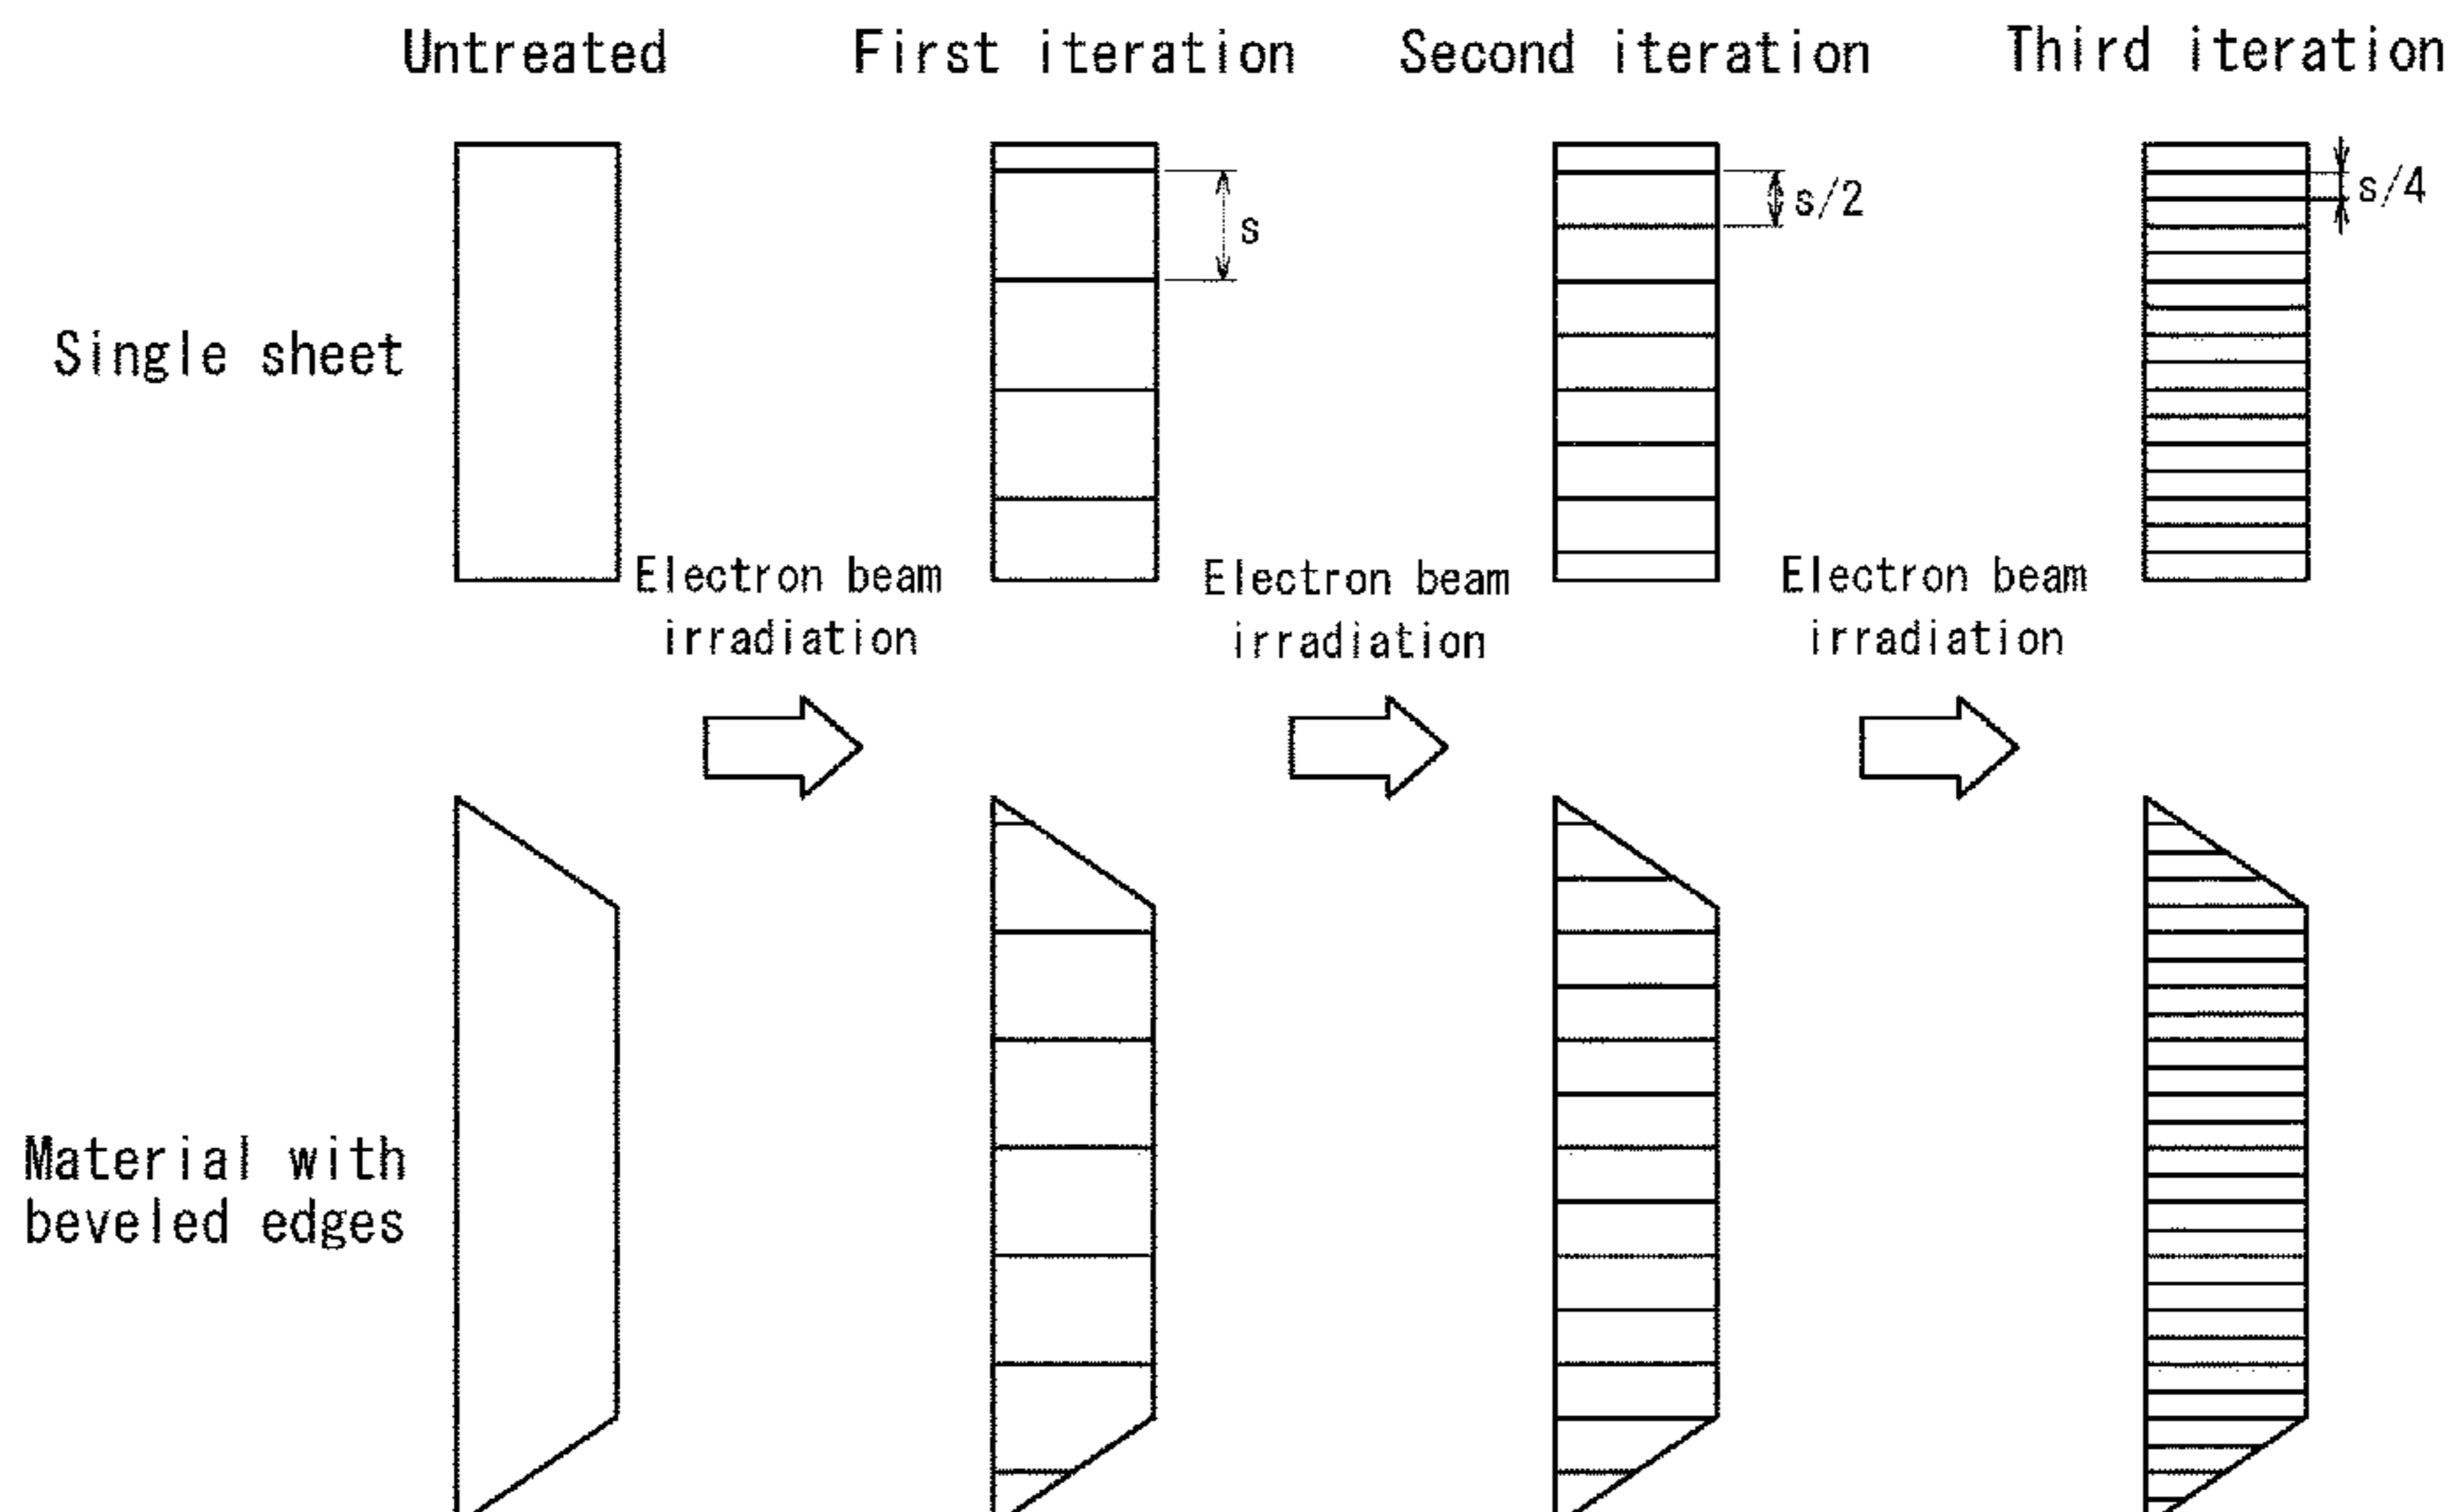 Untreated
First iteration
Second iteration
Third iteration
s
s/2
s/4
Single sheet
Electron beam
irradiation
Electron beam
irradiation
Electron beam
irradiation
Material with
beveled edges